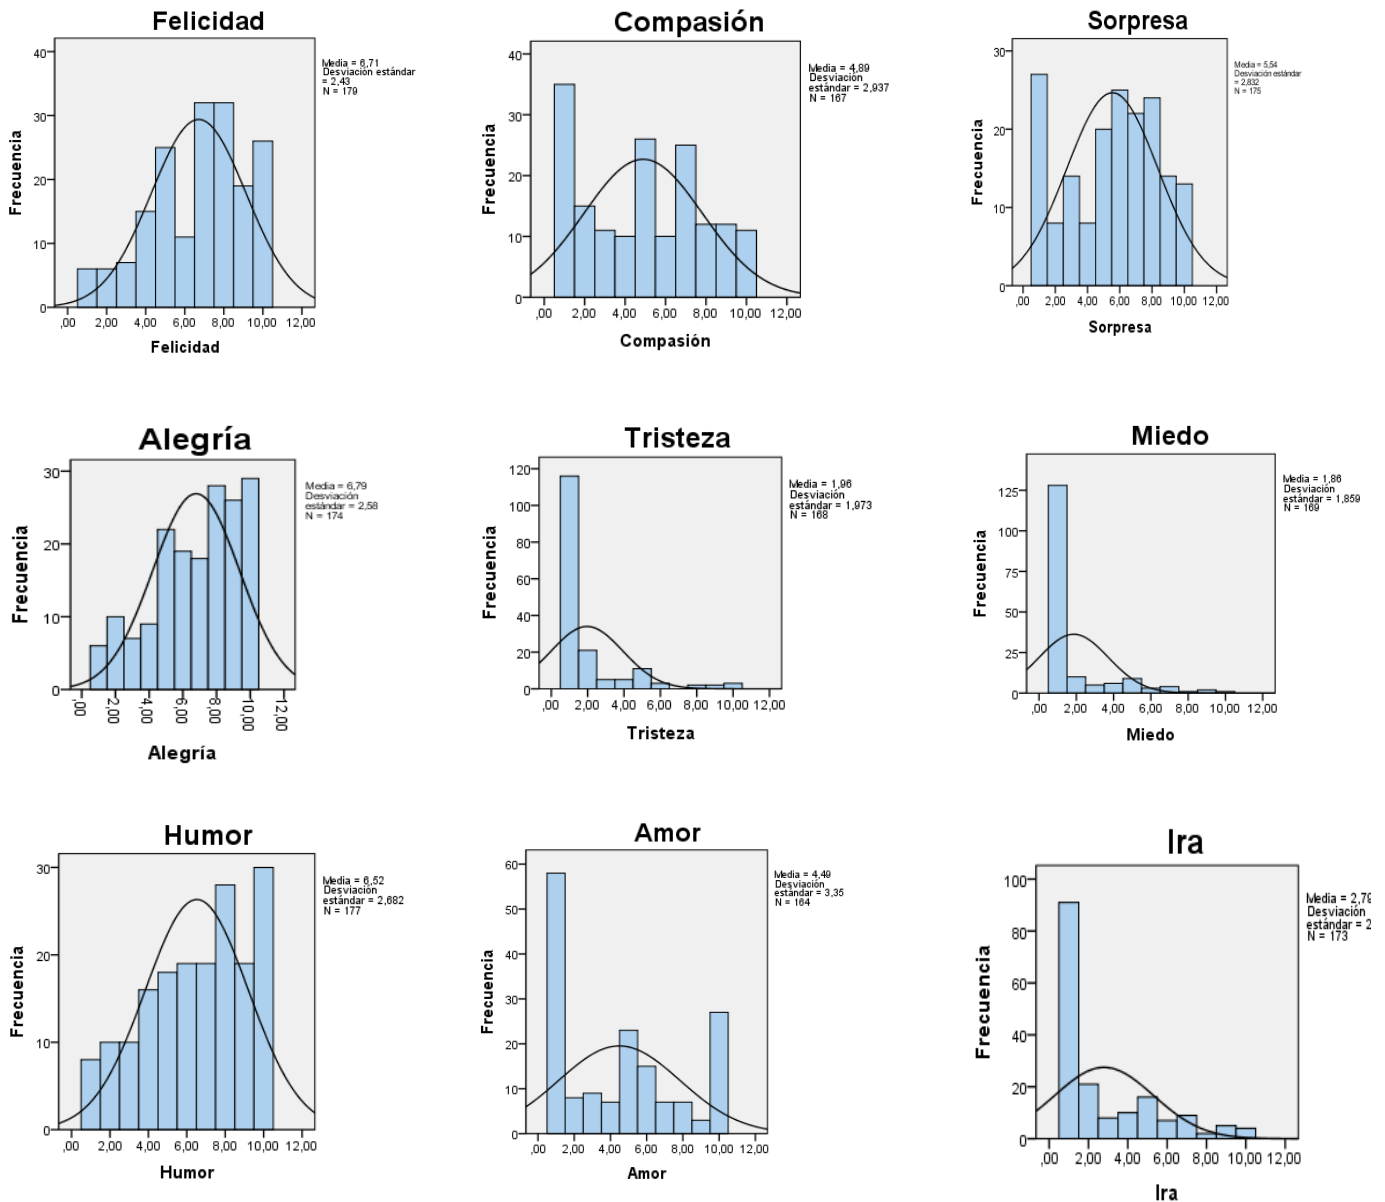 Felicidad
40
30
20
10
0
Frecuencia
,00 2,00 4,00 6,00 8,00 10,00 12,00
Felicidad
Media = 6,71
Desviación estándar
= 2,43
N = 179
Compasión
40
30
20
10
0
Frecuencia
,00 2,00 4,00 6,00 8,00 10,00 12,00
Compasión
Media = 4,89
Desviación
estándar = 2,937
N = 167
Sorpresa
30
20
10
0
Frecuencia
,00 2,00 4,00 6,00 8,00 10,00 12,00
Sorpresa
Media = 5,54
Desviación estándar
= 2,832
N = 175
Alegría
30
20
10
0
Frecuencia
,00 2,00 4,00 6,00 8,00 10,00 12,00
Alegría
Media = 6,79
Desviación
estándar = 2,58
N = 174
Tristeza
120
100
80
60
40
20
0
Frecuencia
,00 2,00 4,00 6,00 8,00 10,00 12,00
Tristeza
Media = 1,96
Desviación
estándar = 1,973
N = 168
Miedo
125
100
75
50
25
0
Frecuencia
,00 2,00 4,00 6,00 8,00 10,00 12,00
Miedo
Media = 1,86
Desviación
estándar = 1,859
N = 169
Humor
30
20
10
0
Frecuencia
,00 2,00 4,00 6,00 8,00 10,00 12,00
Humor
Media = 6,52
Desviación
estándar = 2,682
N = 177
Amor
60
50
40
30
20
10
0
Frecuencia
,00 2,00 4,00 6,00 8,00 10,00 12,00
Amor
Media = 4,49
Desviación
estándar = 3,35
N = 164
Ira
100
80
60
40
20
0
Frecuencia
,00 2,00 4,00 6,00 8,00 10,00 12,00
Ira
Media = 2,79
Desviación
estándar = 2
N = 173